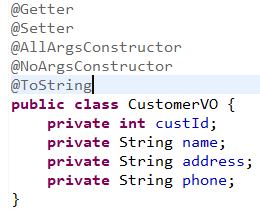 @Getter
@Setter
@AllArgsConstructor
@NoArgsConstructor
@ToString
public class CustomerVO {
    private int custId;
    private String name;
    private String address;
    private String phone;
}